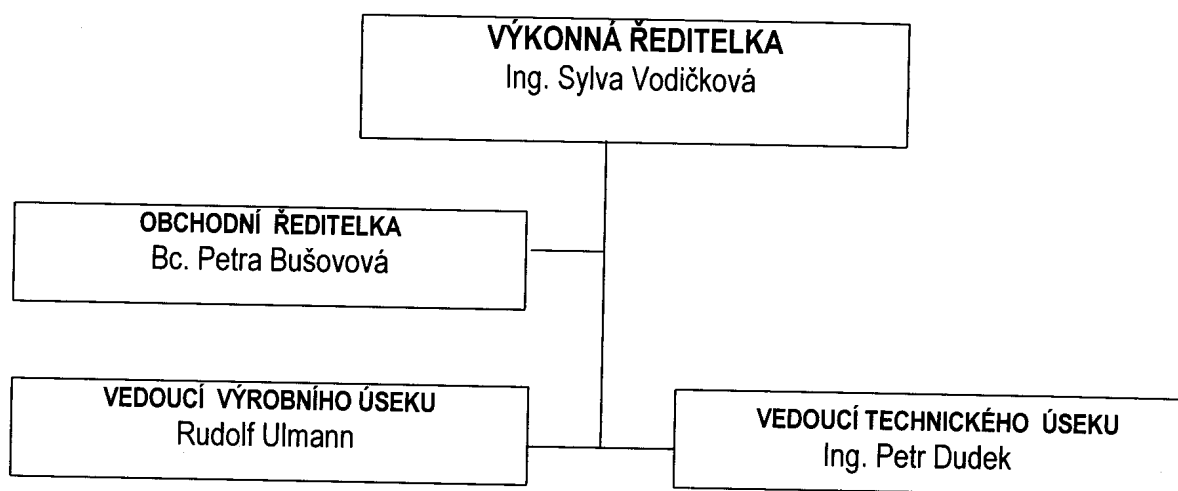 VÝKONNÁ ŘEDITELKA
Ing. Sylva Vodičková
OBCHODNÍ ŘEDITELKA
Bc. Petra Bušovová
VEDOUCÍ VÝROBNÍHO ÚSEKU
Rudolf Ulmann
VEDOUCÍ TECHNICKÉHO ÚSEKU
Ing. Petr Dudek